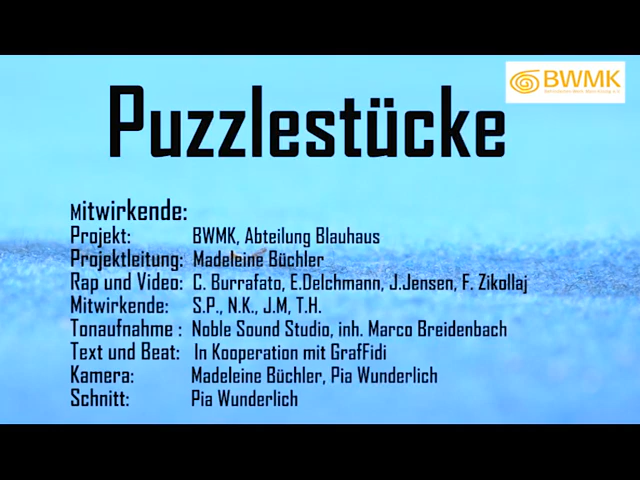 BWMK
Puzzlestücke
Mitwirkende:
Projekt: BWMK, Abteilung Blauhaus
Projektleitung: Madeleine Büchler
Rap und Video: C. Burrafato, E.Delchmann, J.Jensen, F. Zikollaj
Mitwirkende: S.P., N.K., J.M, T.H.
Tonaufnahme : Noble Sound Studio, inh. Marco Breidenbach
Text und Beat: In Kooperation mit GrafFidi
Kamera: Madeleine Büchler, Pia Wunderlich
Schnitt: Pia Wunderlich